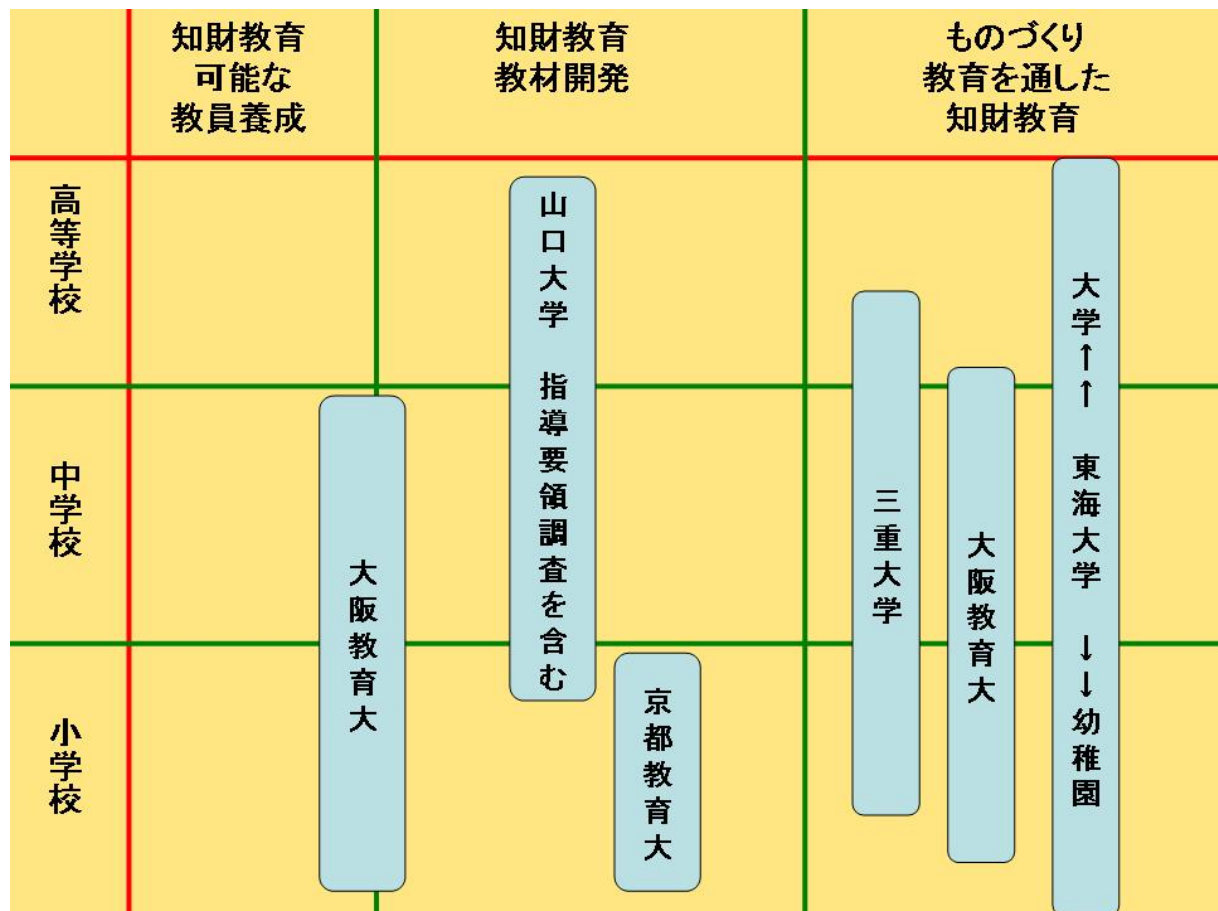 知財教育
可能な
教員養成
知財教育
教材開発
ものづくり
教育を通した
知財教育
高等学校
中学校
小学校
大阪教育大
山口大学　指導要領調査を含む
京都教育大
三重大学
大阪教育大
大学↑↑　東海大学　↓↓幼稚園